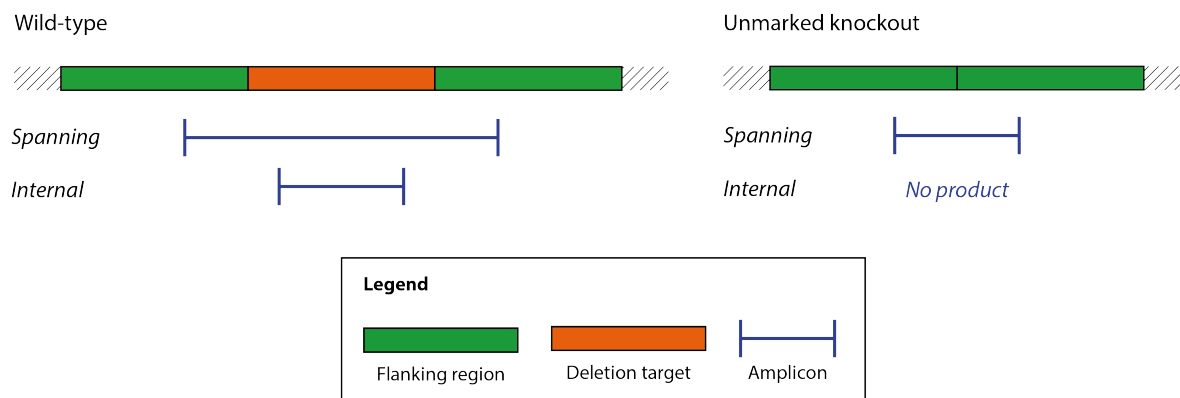 Wild-type
Unmarked knockout
Spanning
Spanning
Internal
Internal
No product
Legend
Flanking region
Deletion target
Amplicon